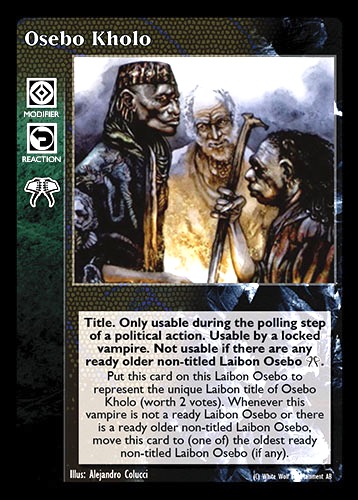 Osebo Kholo
MODIFIER
REACTION
Title. Only usable during the polling step
of a political action. Usable by a locked
vampire. Not usable if there are any
ready older non-titled Laibon Osebo .
Put this card on this Laibon Osebo to
represent the unique Laibon title of Osebo
Kholo (worth 2 votes). Whenever this
vampire is not a ready Laibon Osebo or there
is a ready older non-titled Laibon Osebo,
move this card to (one of) the oldest ready
non-titled Laibon Osebo (if any).
Illus: Alejandro Colucci
(C) White Wolf Entertainment AB